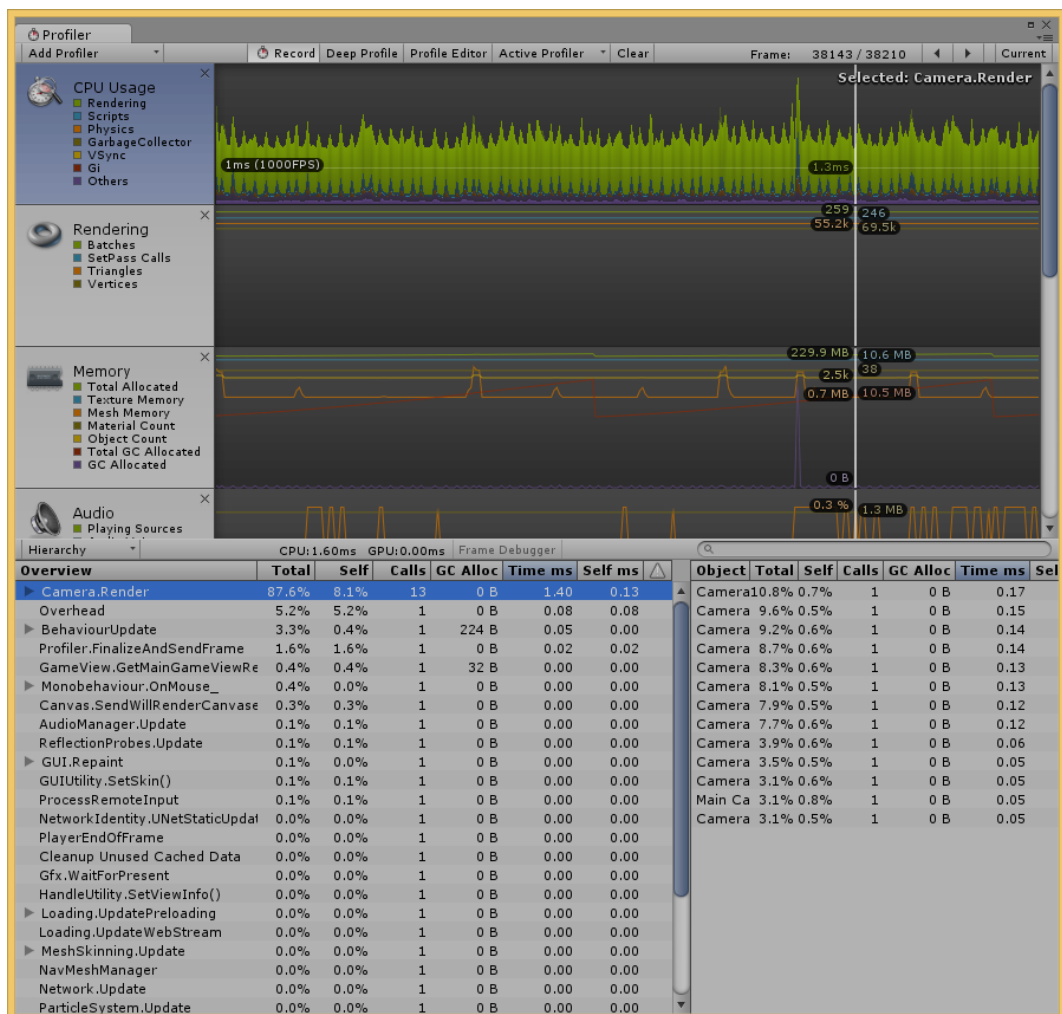 Profiler
Add Profiler Record Deep Profile Profile Editor Active Profiler Clear Frame: 38143 / 38210 Current
CPU Usage
Rendering
Scripts
Physics
GarbageCollector
VSync
Gi
Others
Selected: Camera.Render
1ms (1000FPS)
1.3ms
Rendering
Batches
SetPass Calls
Triangles
Vertices
259 246
55.2k 69.5k
Memory
Total Allocated
Texture Memory
Mesh Memory
Material Count
Object Count
Total GC Allocated
GC Allocated
229.9 MB 10.6 MB
2.5k 38
0.7 MB 10.5 MB
0 B
Audio
Playing Sources
0.3 % 1.3 MB
Hierarchy CPU:1.60ms GPU:0.00ms Frame Debugger
Overview Total Self Calls GC Alloc Time ms Self ms
Camera.Render 87.6% 8.1% 13 0 B 1.40 0.13
Overhead 5.2% 5.2% 1 0 B 0.08 0.08
BehaviourUpdate 3.3% 0.4% 1 224 B 0.05 0.00
Profiler.FinalizeAndSendFrame 1.6% 1.6% 1 0 B 0.02 0.02
GameView.GetMainGameViewRe 0.4% 0.4% 1 32 B 0.00 0.00
Monobehaviour.OnMouse_ 0.4% 0.0% 1 0 B 0.00 0.00
Canvas.SendWillRenderCanvase 0.3% 0.3% 1 0 B 0.00 0.00
AudioManager.Update 0.1% 0.1% 1 0 B 0.00 0.00
ReflectionProbes.Update 0.1% 0.1% 1 0 B 0.00 0.00
GUI.Repaint 0.1% 0.0% 1 0 B 0.00 0.00
GUIUtility.SetSkin() 0.1% 0.1% 1 0 B 0.00 0.00
ProcessRemoteInput 0.1% 0.1% 1 0 B 0.00 0.00
NetworkIdentity.UNetStaticUpdat 0.0% 0.0% 1 0 B 0.00 0.00
PlayerEndOfFrame 0.0% 0.0% 1 0 B 0.00 0.00
Cleanup Unused Cached Data 0.0% 0.0% 1 0 B 0.00 0.00
Gfx.WaitForPresent 0.0% 0.0% 1 0 B 0.00 0.00
HandleUtility.SetViewInfo() 0.0% 0.0% 1 0 B 0.00 0.00
Loading.UpdatePreloading 0.0% 0.0% 1 0 B 0.00 0.00
Loading.UpdateWebStream 0.0% 0.0% 1 0 B 0.00 0.00
MeshSkinning.Update 0.0% 0.0% 1 0 B 0.00 0.00
NavMeshManager 0.0% 0.0% 1 0 B 0.00 0.00
Network.Update 0.0% 0.0% 1 0 B 0.00 0.00
ParticleSystem.Update 0.0% 0.0% 1 0 B 0.00 0.00
Object Total Self Calls GC Alloc Time ms Sel
Camera 10.8% 0.7% 1 0 B 0.17
Camera 9.6% 0.5% 1 0 B 0.15
Camera 9.2% 0.6% 1 0 B 0.14
Camera 8.7% 0.6% 1 0 B 0.14
Camera 8.3% 0.6% 1 0 B 0.13
Camera 8.1% 0.5% 1 0 B 0.13
Camera 7.9% 0.5% 1 0 B 0.12
Camera 7.7% 0.6% 1 0 B 0.12
Camera 3.9% 0.6% 1 0 B 0.06
Camera 3.5% 0.5% 1 0 B 0.05
Camera 3.1% 0.6% 1 0 B 0.05
Main Ca 3.1% 0.8% 1 0 B 0.05
Camera 3.1% 0.5% 1 0 B 0.05